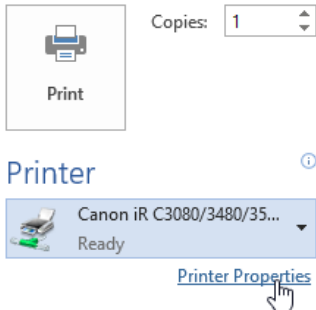 Copies: 1
Print
Printer
Canon iR C3080/3480/35...
Ready
Printer Properties